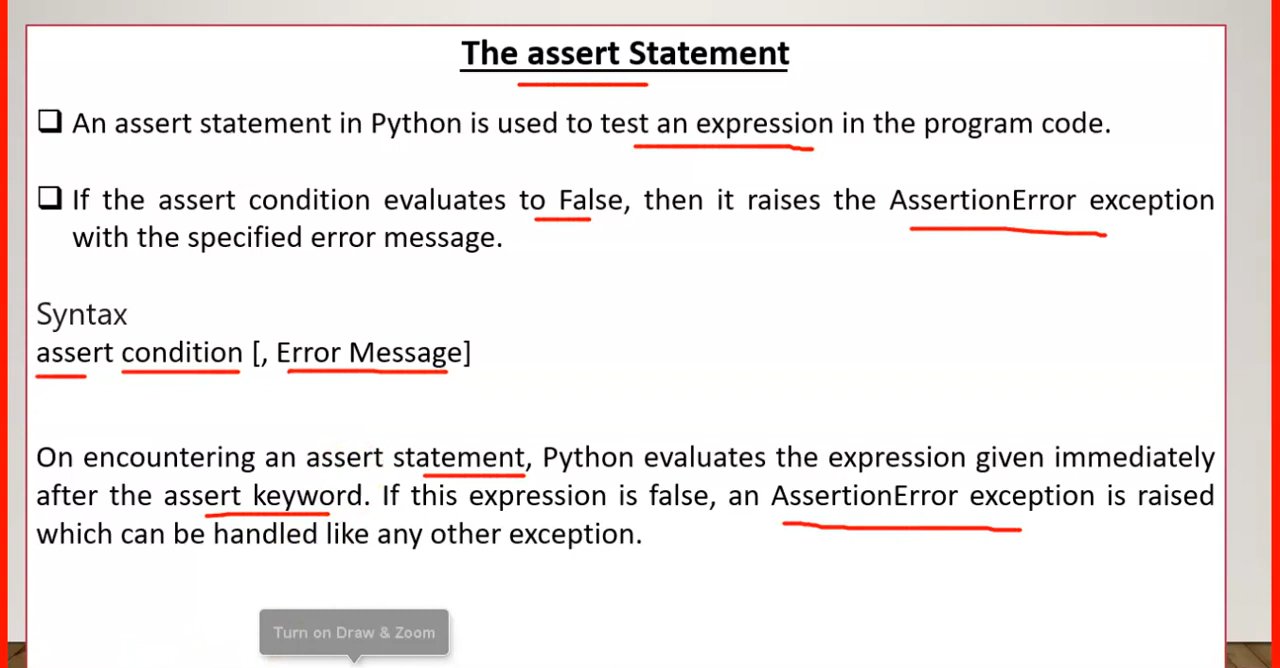 The assert Statement
An assert statement in Python is used to test an expression in the program code.
If the assert condition evaluates to False, then it raises the AssertionError exception
with the specified error message.
Syntax
assert condition [, Error Message]
On encountering an assert statement, Python evaluates the expression given immediately
after the assert keyword. If this expression is false, an AssertionError exception is raised
which can be handled like any other exception.
Turn on Draw & Zoom